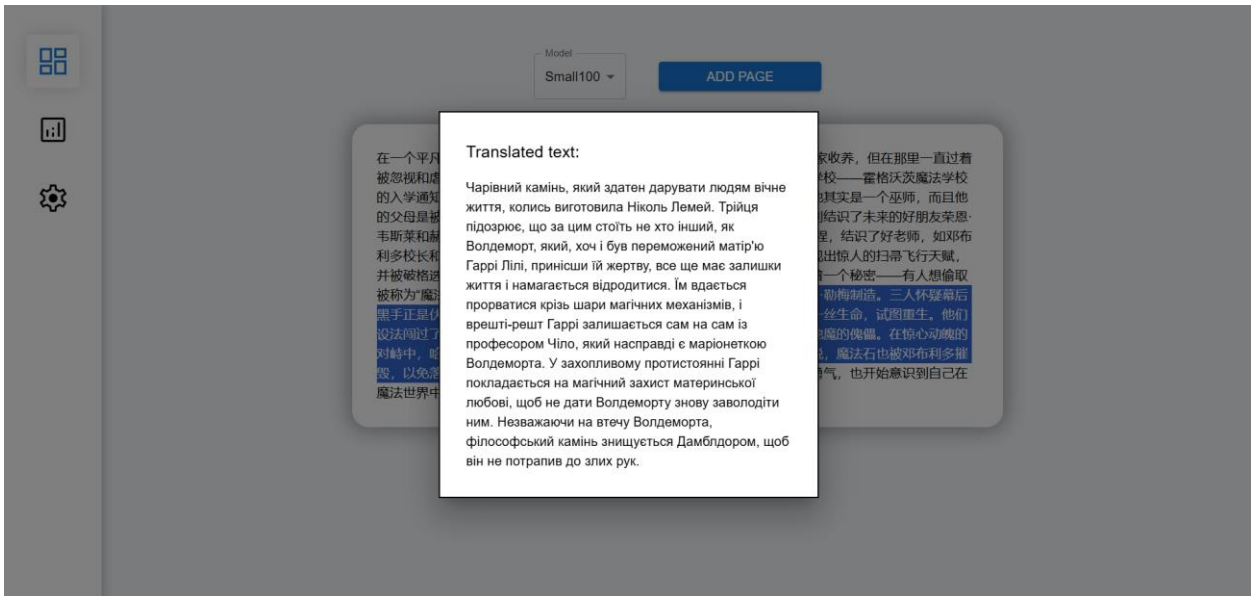 Model
Small100
ADD PAGE
Translated text:
Чарівний камінь, який здатен дарувати людям вічне
життя, колись виготовила Ніколь Лемей. Трійця
підозрює, що за цим стоїть не хто інший, як
Волдеморт, який, хоч і був переможений матір'ю
Гаррі Лілі, принісши їй жертву, все ще має залишки
життя і намагається відродитися. Їм вдається
прорватися крізь шари магічних механізмів, і
врешті-решт Гаррі залишається сам на сам із
професором Чіло, який насправді є маріонеткою
Волдеморта. У захопливому протистоянні Гаррі
покладається на магічний захист материнської
любові, щоб не дати Волдеморту знову заволодіти
ним. Незважаючи на втечу Волдеморта,
філософський камінь знищується Дамблдором, щоб
він не потрапив до злих рук.
在一个平凡 家收养，但在那里一直过着
被忽视和虐 学校——霍格沃茨魔法学校
的入学通知 其实是一个巫师，而且他
的父母是被 结识了未来的好朋友荣恩·
韦斯莱和赫 结识了好老师，如邓布
利多校长和 出惊人的扫帚飞行天赋，
并被破格进 一个秘密——有人想偷取
被称为“魔法 勒梅制造。三人怀疑幕后
黑手正是伏 一丝生命，试图重生。他们
设法闯过了 魔的傀儡。在惊心动魄的
对峙中， 魔法石也被邓布利多摧
毁，以免落 勇气，也开始意识到自己在
魔法世界中